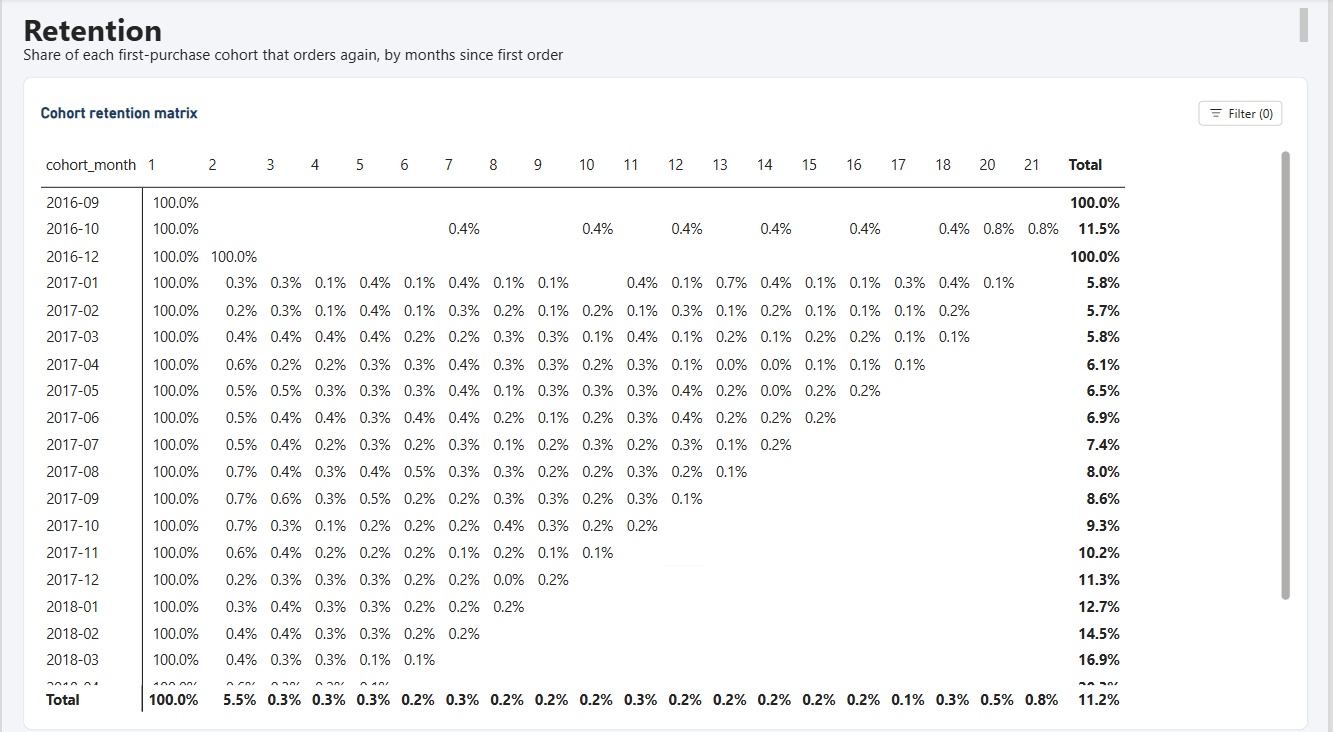 Retention
Share of each first-purchase cohort that orders again, by months since first order
Cohort retention matrix
Filter (0)
cohort_month 1 2 3 4 5 6 7 8 9 10 11 12 13 14 15 16 17 18 20 21 Total
2016-09 100.0% 100.0%
2016-10 100.0% 0.4% 0.4% 0.4% 0.4% 0.4% 0.4% 0.8% 0.8% 11.5%
2016-12 100.0% 100.0% 100.0%
2017-01 100.0% 0.3% 0.3% 0.1% 0.4% 0.1% 0.4% 0.1% 0.1% 0.4% 0.1% 0.7% 0.4% 0.1% 0.1% 0.3% 0.4% 0.1% 5.8%
2017-02 100.0% 0.2% 0.3% 0.1% 0.4% 0.1% 0.3% 0.2% 0.1% 0.2% 0.1% 0.3% 0.1% 0.2% 0.1% 0.1% 0.1% 0.2% 5.7%
2017-03 100.0% 0.4% 0.4% 0.4% 0.4% 0.2% 0.2% 0.3% 0.3% 0.1% 0.4% 0.1% 0.2% 0.1% 0.2% 0.2% 0.1% 0.1% 5.8%
2017-04 100.0% 0.6% 0.2% 0.2% 0.3% 0.3% 0.4% 0.3% 0.3% 0.2% 0.3% 0.1% 0.0% 0.0% 0.1% 0.1% 0.1% 6.1%
2017-05 100.0% 0.5% 0.5% 0.3% 0.3% 0.3% 0.4% 0.1% 0.3% 0.3% 0.3% 0.4% 0.2% 0.0% 0.2% 0.2% 6.5%
2017-06 100.0% 0.5% 0.4% 0.4% 0.3% 0.4% 0.4% 0.2% 0.1% 0.2% 0.3% 0.4% 0.2% 0.2% 0.2% 6.9%
2017-07 100.0% 0.5% 0.4% 0.2% 0.3% 0.2% 0.3% 0.1% 0.2% 0.3% 0.2% 0.3% 0.1% 0.2% 7.4%
2017-08 100.0% 0.7% 0.4% 0.3% 0.4% 0.5% 0.3% 0.3% 0.2% 0.2% 0.3% 0.2% 0.1% 8.0%
2017-09 100.0% 0.7% 0.6% 0.3% 0.5% 0.2% 0.2% 0.3% 0.3% 0.2% 0.3% 0.1% 8.6%
2017-10 100.0% 0.7% 0.3% 0.1% 0.2% 0.2% 0.2% 0.4% 0.3% 0.2% 0.2% 9.3%
2017-11 100.0% 0.6% 0.4% 0.2% 0.2% 0.2% 0.1% 0.2% 0.1% 0.1% 10.2%
2017-12 100.0% 0.2% 0.3% 0.3% 0.3% 0.2% 0.2% 0.0% 0.2% 11.3%
2018-01 100.0% 0.3% 0.4% 0.3% 0.3% 0.2% 0.2% 0.2% 12.7%
2018-02 100.0% 0.4% 0.4% 0.3% 0.3% 0.2% 0.2% 14.5%
2018-03 100.0% 0.4% 0.3% 0.3% 0.1% 0.1% 16.9%
Total 100.0% 5.5% 0.3% 0.3% 0.3% 0.2% 0.3% 0.2% 0.2% 0.2% 0.3% 0.2% 0.2% 0.2% 0.2% 0.2% 0.1% 0.3% 0.5% 0.8% 11.2%